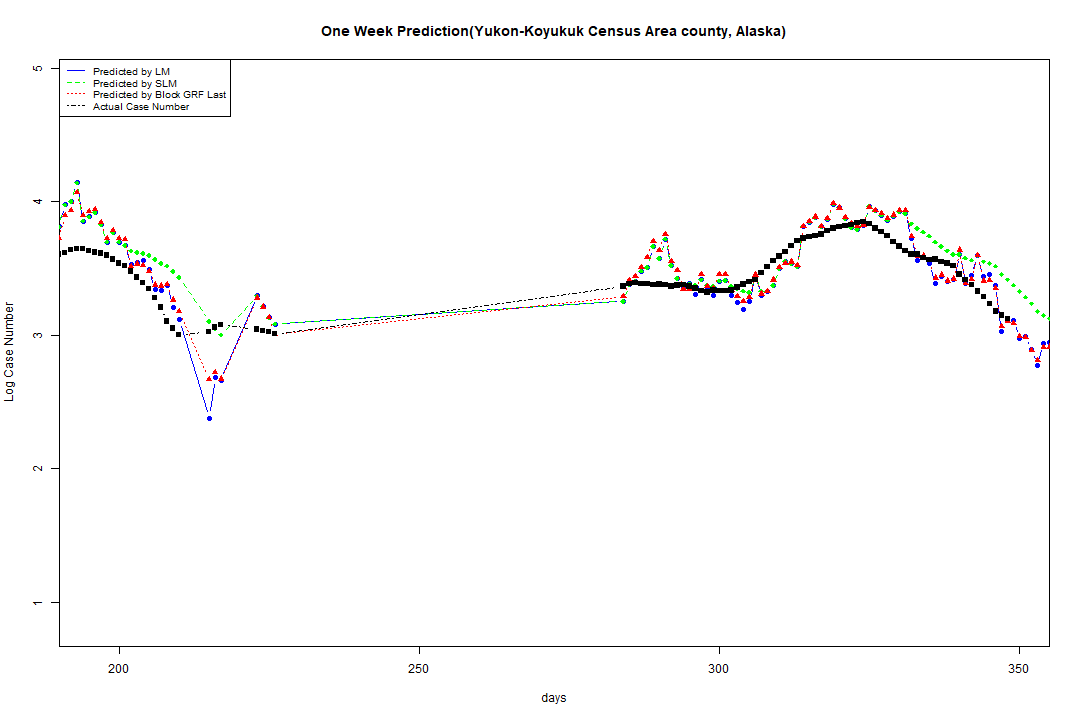 One Week Prediction(Yukon-Koyukuk Census Area county, Alaska)
Predicted by LM
Predicted by SLM
Predicted by Block GRF Last
Actual Case Number
5
4
3
2
1
Log Case Number
200
250
300
350
days